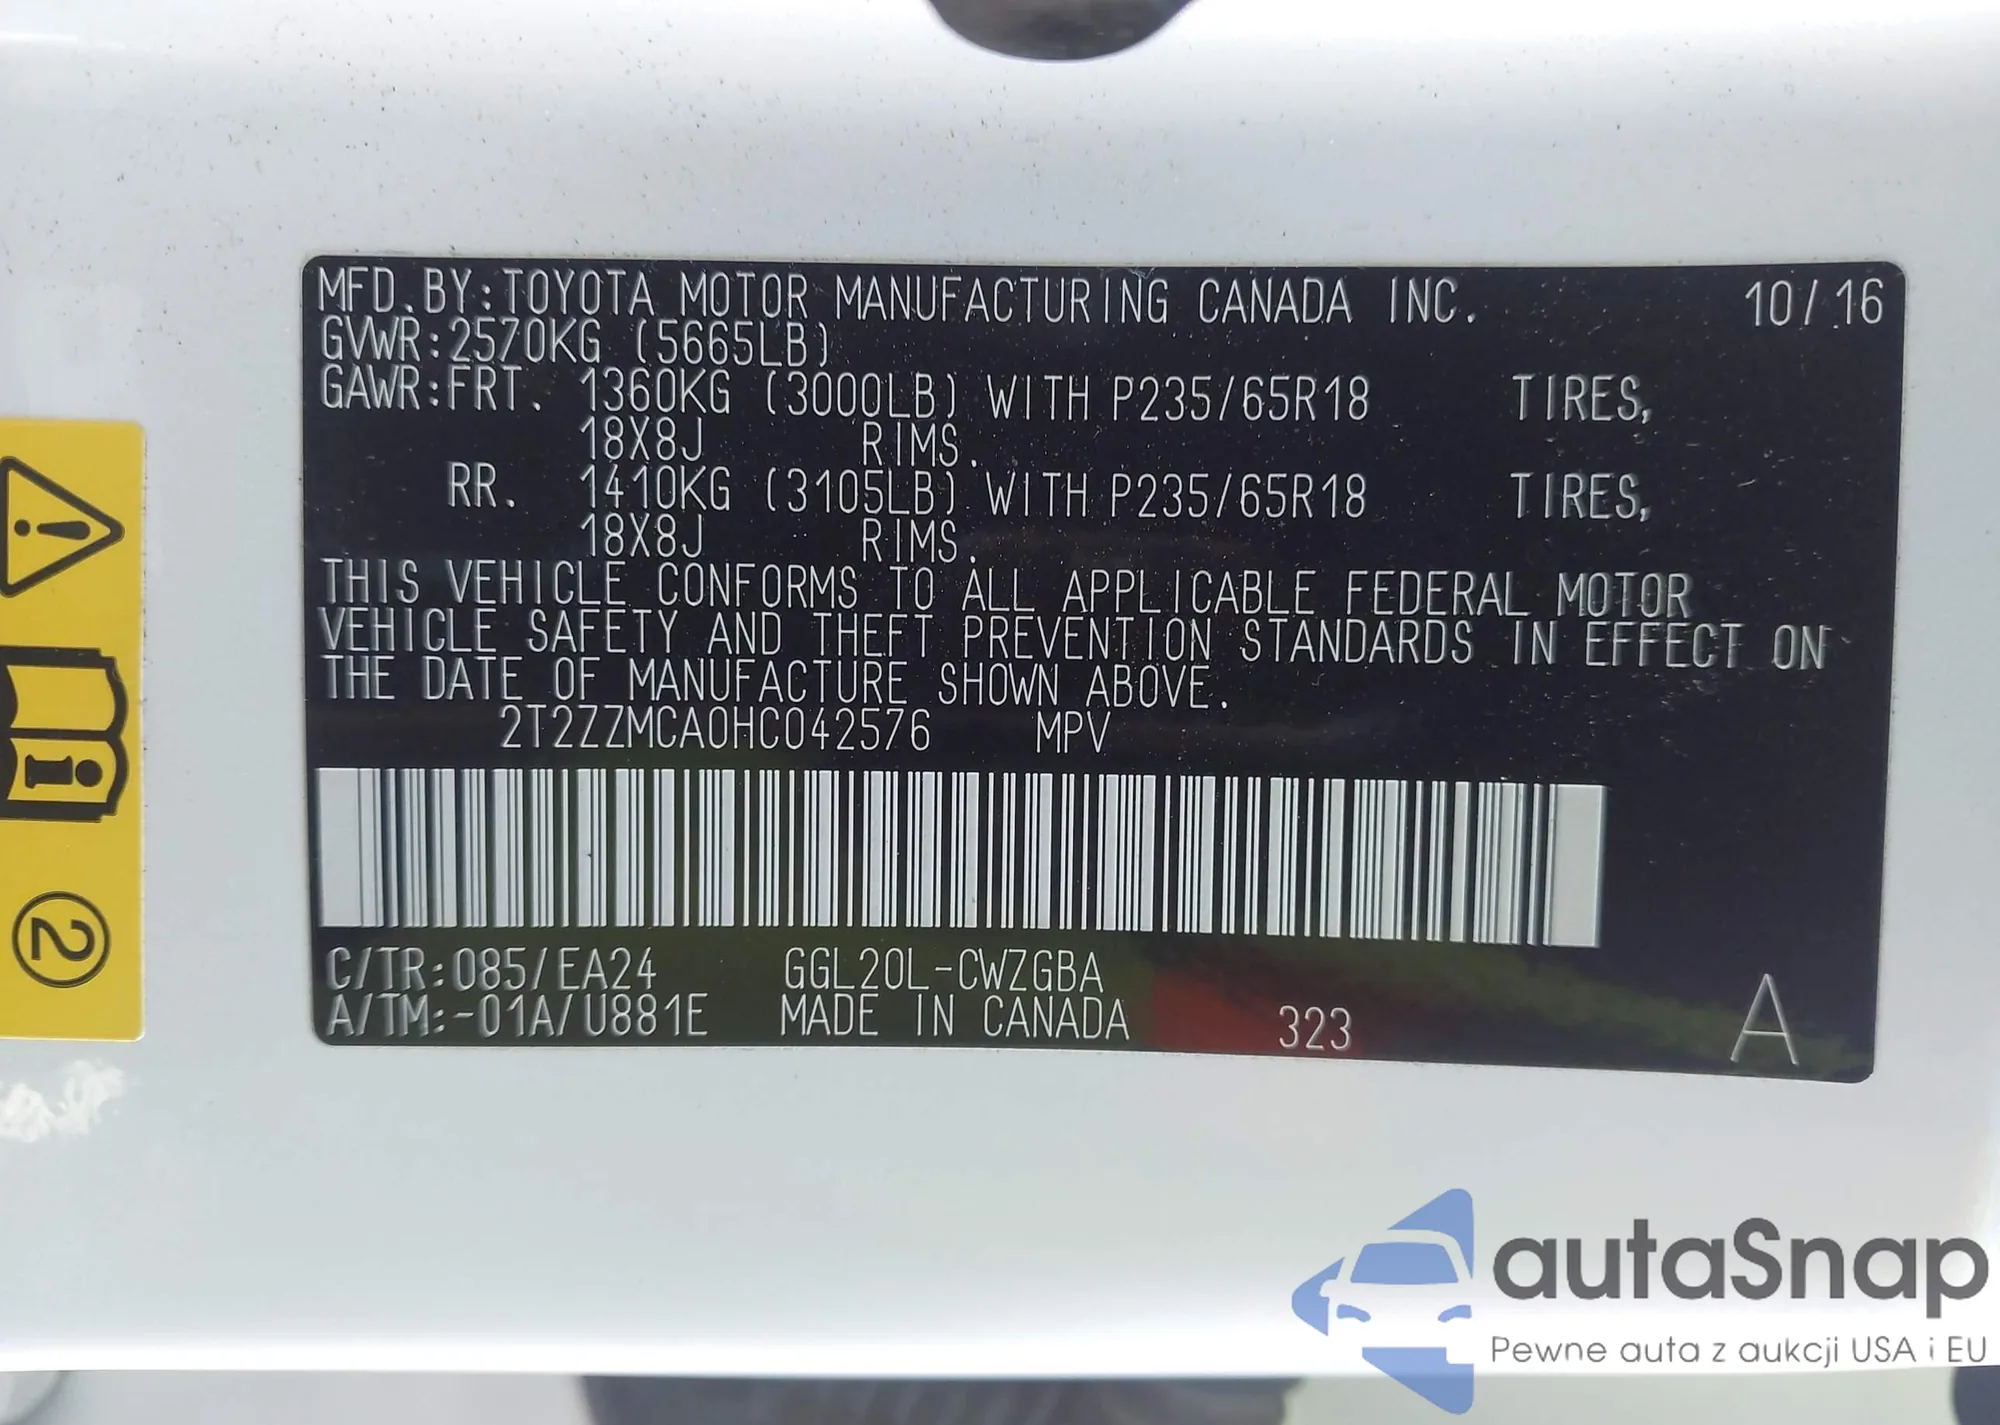 MFD.BY:TOYOTA MOTOR MANUFACTURING CANADA INC. 10/16
GVWR:2570KG (5665LB)
GAWR:FRT. 1360KG (3000LB) WITH P235/65R18 TIRES,
18X8J RIMS.
RR. 1410KG (3105LB) WITH P235/65R18 TIRES,
18X8J RIMS.
THIS VEHICLE CONFORMS TO ALL APPLICABLE FEDERAL MOTOR
VEHICLE SAFETY AND THEFT PREVENTION STANDARDS IN EFFECT ON
THE DATE OF MANUFACTURE SHOWN ABOVE.
2T2ZZMCA0HC042576 MPV
C/TR:085/EA24 GGL20L-CWZGBA
A/TM:-01A/U881E MADE IN CANADA 323 A
2
autaSnap
Pewne auta z aukcji USA i EU